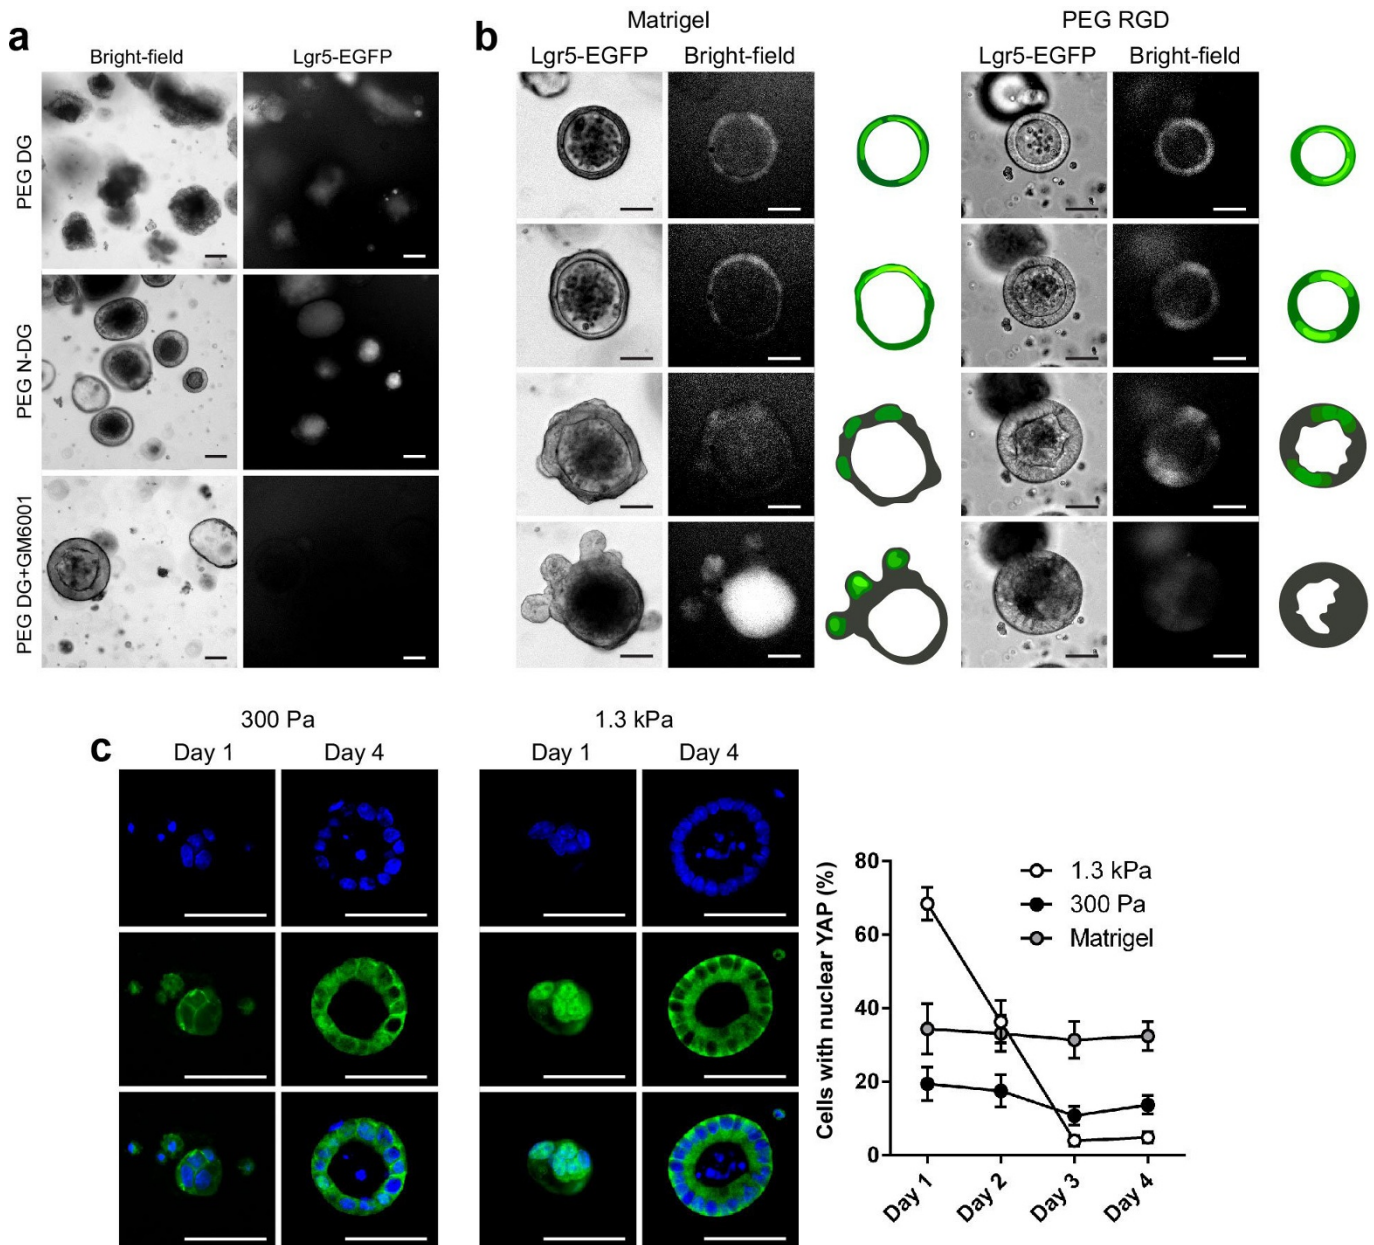 a
Bright-field Lgr5-EGFP
PEG DG
PEG N-DG
PEG DG+GM6001
b
Matrigel PEG RGD
Lgr5-EGFP Bright-field Lgr5-EGFP Bright-field
c
300 Pa 1.3 kPa
Day 1 Day 4 Day 1 Day 4
Cells with nuclear YAP (%)
80
60
40
20
0
1.3 kPa
300 Pa
Matrigel
Day 1 Day 2 Day 3 Day 4